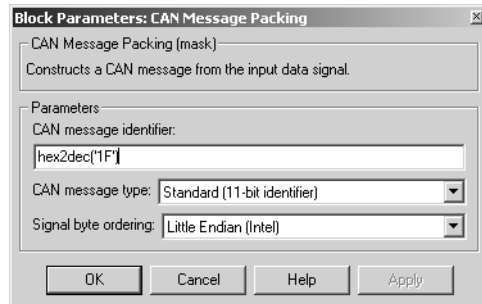 Block Parameters: CAN Message Packing
CAN Message Packing (mask)
Constructs a CAN message from the input data signal.
Parameters
CAN message identifier:
hex2dec('1F')
CAN message type: Standard (11-bit identifier)
Signal byte ordering: Little Endian (Intel)
OK Cancel Help Apply